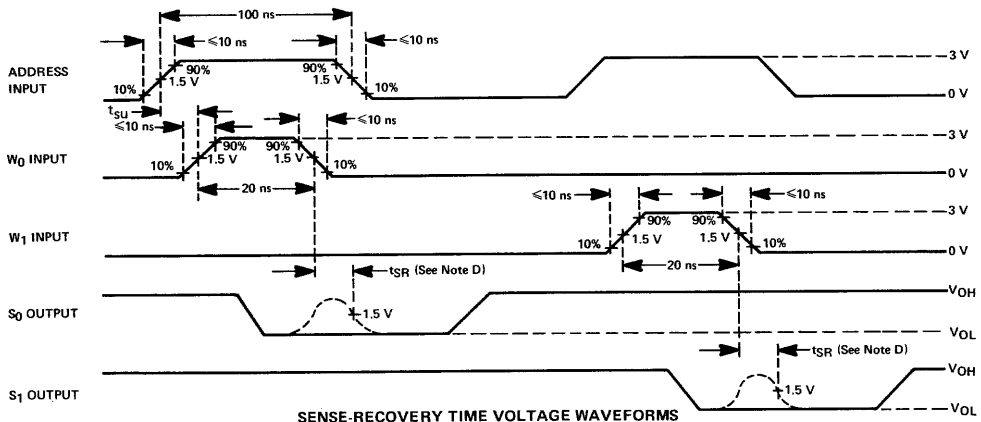 100 ns
≤10 ns
≤10 ns
ADDRESS
INPUT
10%
90%
1.5 V
90%
1.5 V
10%
3 V
0 V
tsu
≤10 ns
≤10 ns
W0 INPUT
10%
90%
1.5 V
90%
1.5 V
10%
3 V
0 V
20 ns
≤10 ns
≤10 ns
W1 INPUT
10%
90%
1.5 V
90%
1.5 V
10%
3 V
0 V
20 ns
tSR (See Note D)
S0 OUTPUT
1.5 V
VOH
VOL
tSR (See Note D)
S1 OUTPUT
1.5 V
VOH
VOL
SENSE-RECOVERY TIME VOLTAGE WAVEFORMS